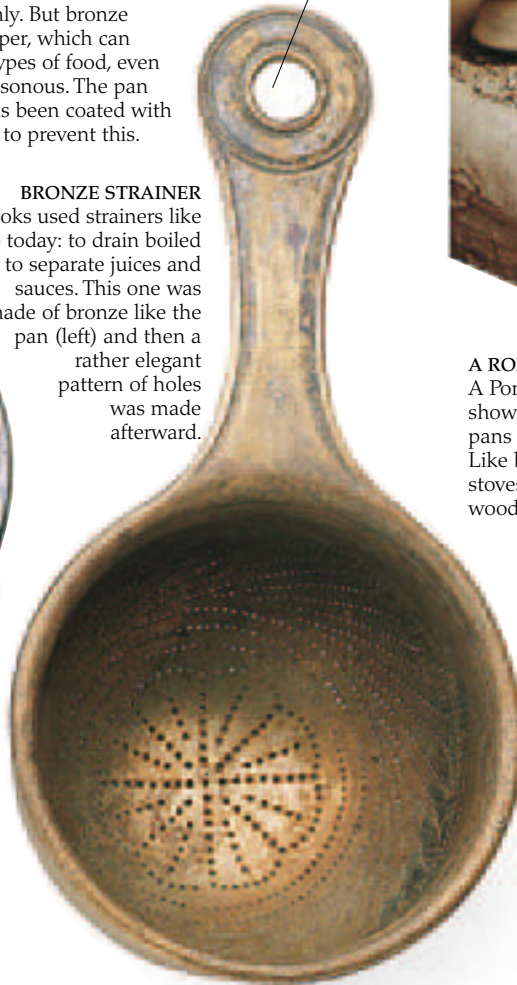 nly. But bronze
per, which can
ypes of food, even
sonous. The pan
s been coated with
to prevent this.
BRONZE STRAINER
oks used strainers like
today: to drain boiled
to separate juices and
sauces. This one was
ade of bronze like the
pan (left) and then a
rather elegant
pattern of holes
was made
afterward.
A RO
A Por
show
pans
Like b
stoves
wood